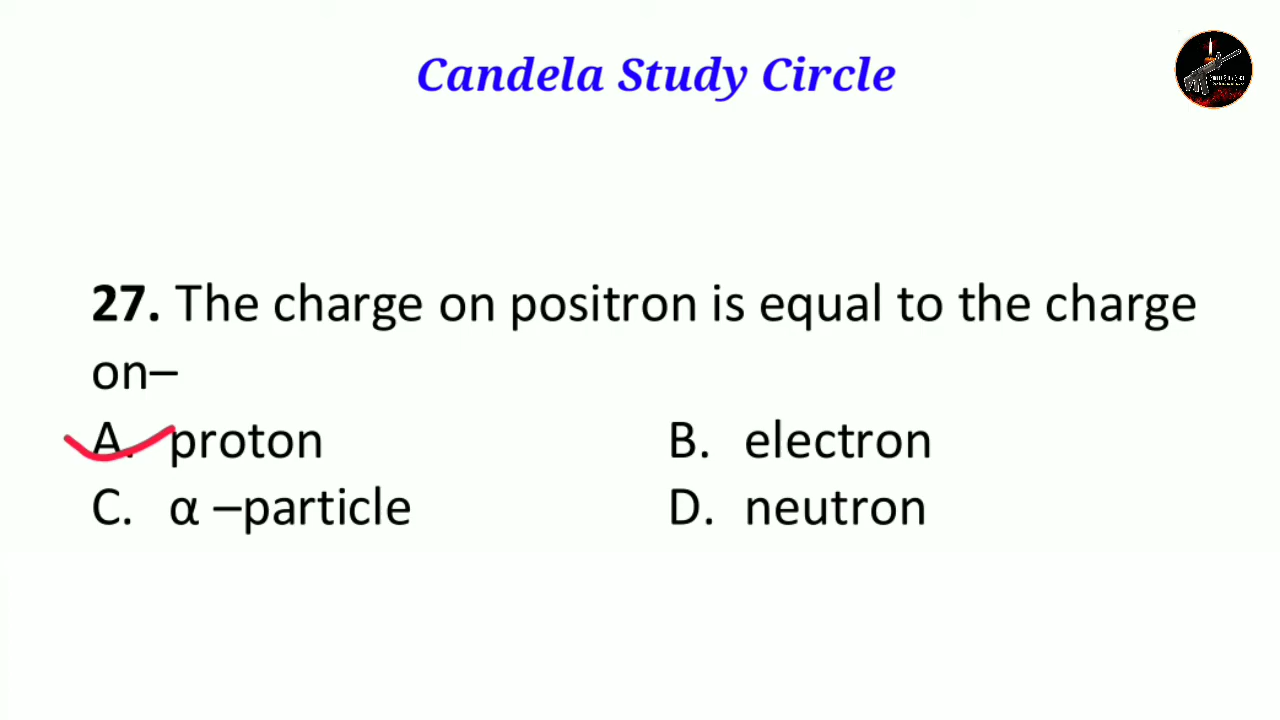 Candela Study Circle
27. The charge on positron is equal to the charge
on–
A. proton B. electron
C. α –particle D. neutron